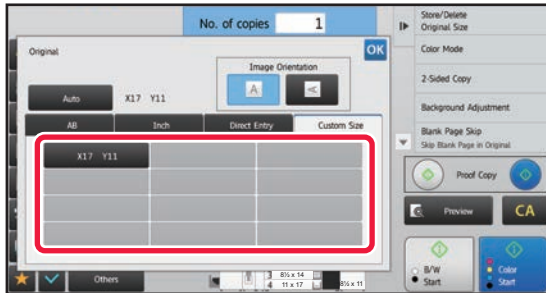 No. of copies 1
Original
OK
Image Orientation
A
A
Auto
X17 Y11
AB
Inch
Direct Entry
Custom Size
X17 Y11
Others
3 8½ x 14
4 11 x 17
8½ x 11
Store/Delete
Original Size
Color Mode
2-Sided Copy
Background Adjustment
Blank Page Skip
Skip Blank Page in Original
Proof Copy
Preview
CA
B/W
Start
Color
Start